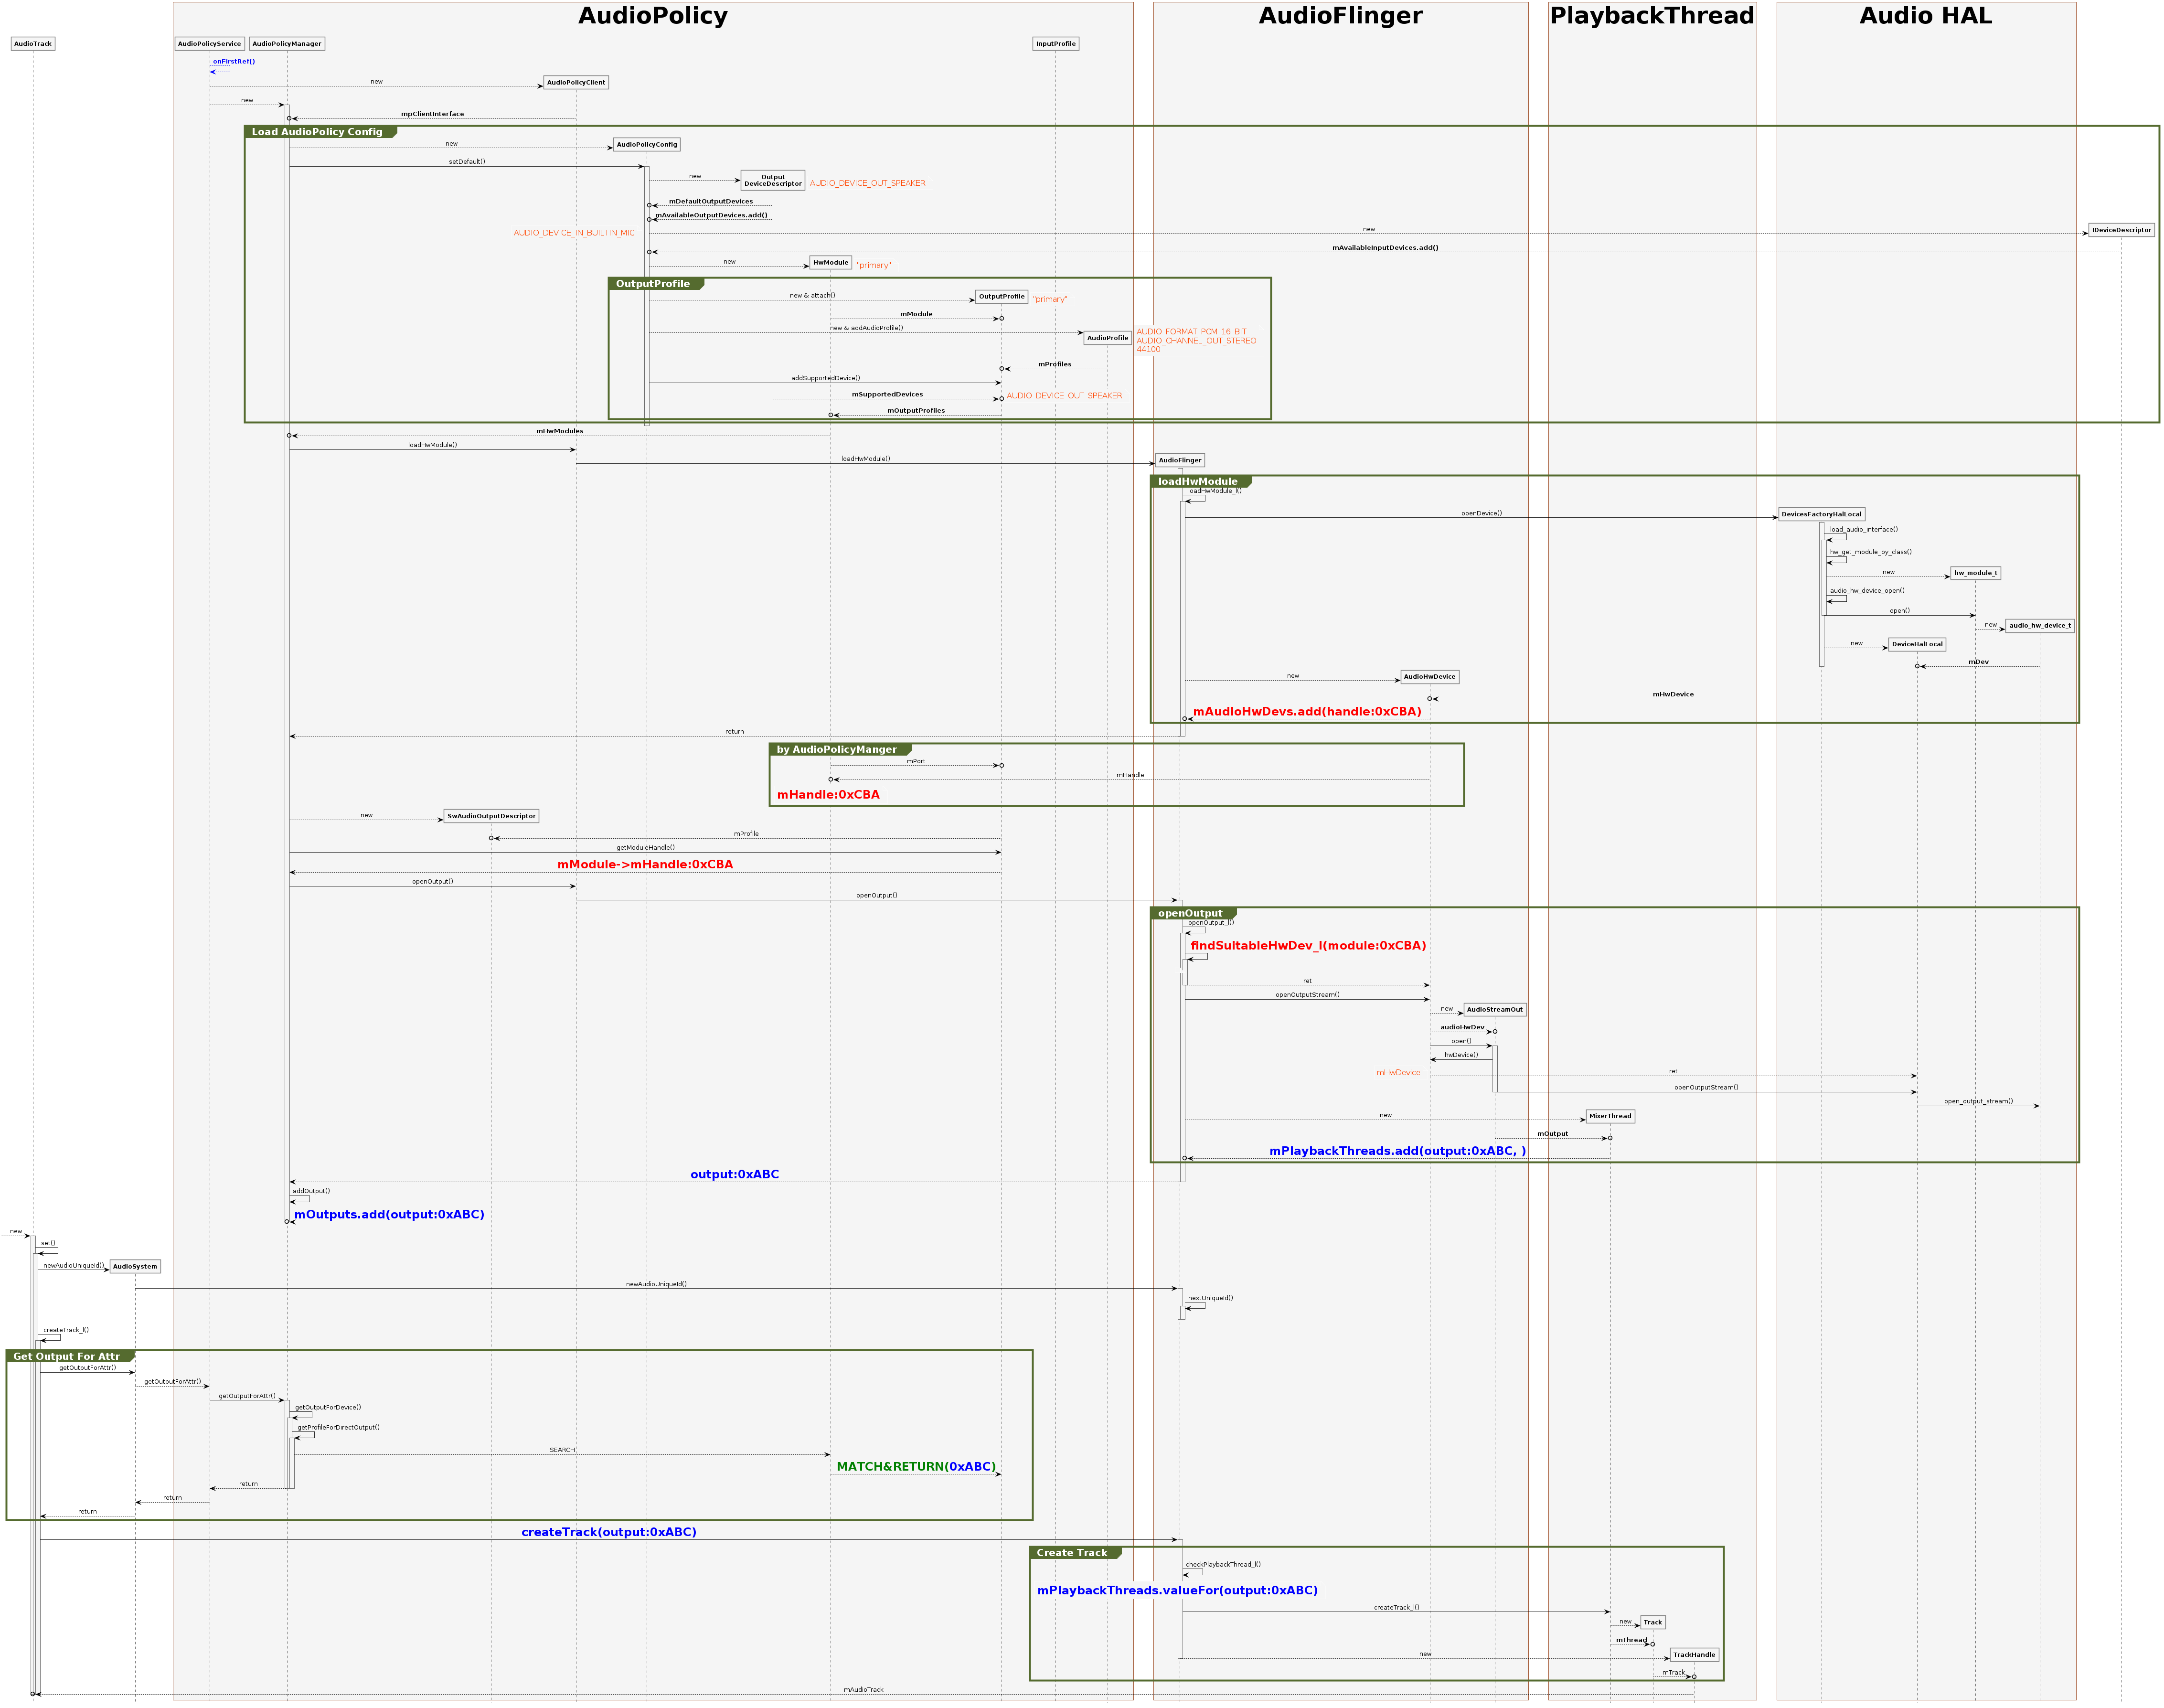 AudioPolicy
AudioFlinger
PlaybackThread
Audio HAL
AudioTrack
AudioPolicyService
AudioPolicyManager
InputProfile
onFirstRef()
new
AudioPolicyClient
new
mpClientInterface
Load AudioPolicy Config
new
AudioPolicyConfig
setDefault()
new
Output
DeviceDescriptor
AUDIO_DEVICE_OUT_SPEAKER
mDefaultOutputDevices
mAvailableOutputDevices.add()
AUDIO_DEVICE_IN_BUILTIN_MIC
new
IDeviceDescriptor
mAvailableInputDevices.add()
new
HwModule
"primary"
OutputProfile
new & attach()
OutputProfile
"primary"
mModule
new & addAudioProfile()
AudioProfile
AUDIO_FORMAT_PCM_16_BIT
AUDIO_CHANNEL_OUT_STEREO
44100
mProfiles
addSupportedDevice()
mSupportedDevices
AUDIO_DEVICE_OUT_SPEAKER
mOutputProfiles
mHwModules
loadHwModule()
loadHwModule()
AudioFlinger
loadHwModule
loadHwModule_l()
openDevice()
DevicesFactoryHalLocal
load_audio_interface()
hw_get_module_by_class()
new
hw_module_t
audio_hw_device_open()
open()
new
audio_hw_device_t
new
DeviceHalLocal
mDev
new
AudioHwDevice
mHwDevice
mAudioHwDevs.add(handle:0xCBA)
return
by AudioPolicyManger
mPort
mHandle
mHandle:0xCBA
new
SwAudioOutputDescriptor
mProfile
getModuleHandle()
mModule->mHandle:0xCBA
openOutput()
openOutput()
openOutput
openOutput_l()
findSuitableHwDev_l(module:0xCBA)
ret
openOutputStream()
new
AudioStreamOut
audioHwDev
open()
hwDevice()
mHwDevice
ret
openOutputStream()
open_output_stream()
new
MixerThread
mOutput
mPlaybackThreads.add(output:0xABC, )
output:0xABC
addOutput()
mOutputs.add(output:0xABC)
new
set()
newAudioUniqueId()
AudioSystem
newAudioUniqueId()
nextUniqueId()
createTrack_l()
Get Output For Attr
getOutputForAttr()
getOutputForAttr()
getOutputForAttr()
getOutputForDevice()
getProfileForDirectOutput()
SEARCH
MATCH&RETURN(0xABC)
return
return
return
createTrack(output:0xABC)
Create Track
checkPlaybackThread_l()
mPlaybackThreads.valueFor(output:0xABC)
createTrack_l()
new
Track
mThread
new
TrackHandle
mTrack
mAudioTrack